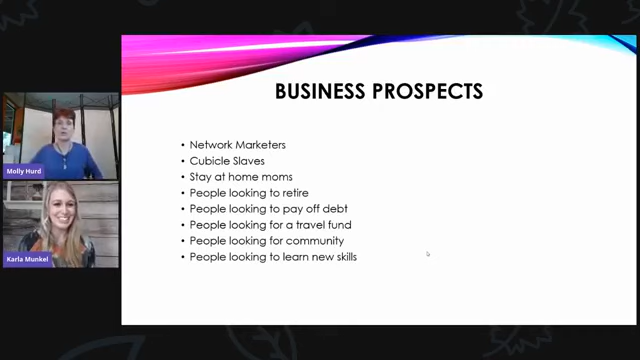 BUSINESS PROSPECTS
• Network Marketers
• Cubicle Slaves
• Stay at home moms
• People looking to retire
• People looking to pay off debt
• People looking for a travel fund
• People looking for community
• People looking to learn new skills
Molly Hurd
Karla Munkel